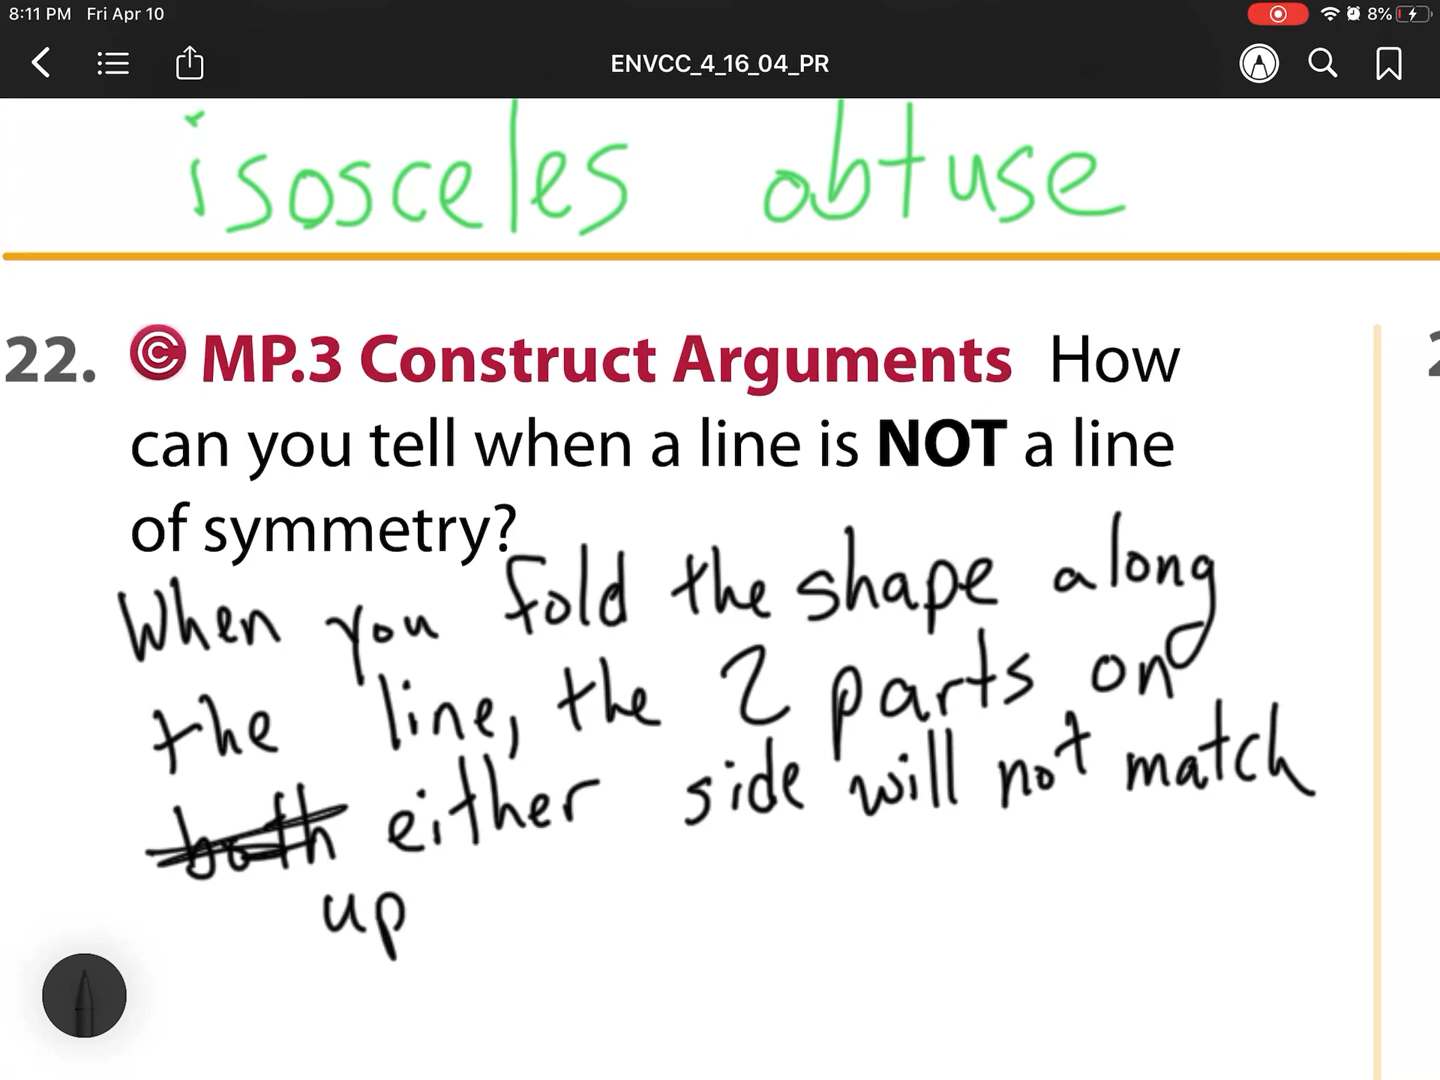 8:11 PM Fri Apr 10
8%
ENVCC_4_16_04_PR
isosceles obtuse
22. © MP.3 Construct Arguments How
can you tell when a line is NOT a line
of symmetry?
When you fold the shape along
the line, the 2 parts on
both either side will not match
up